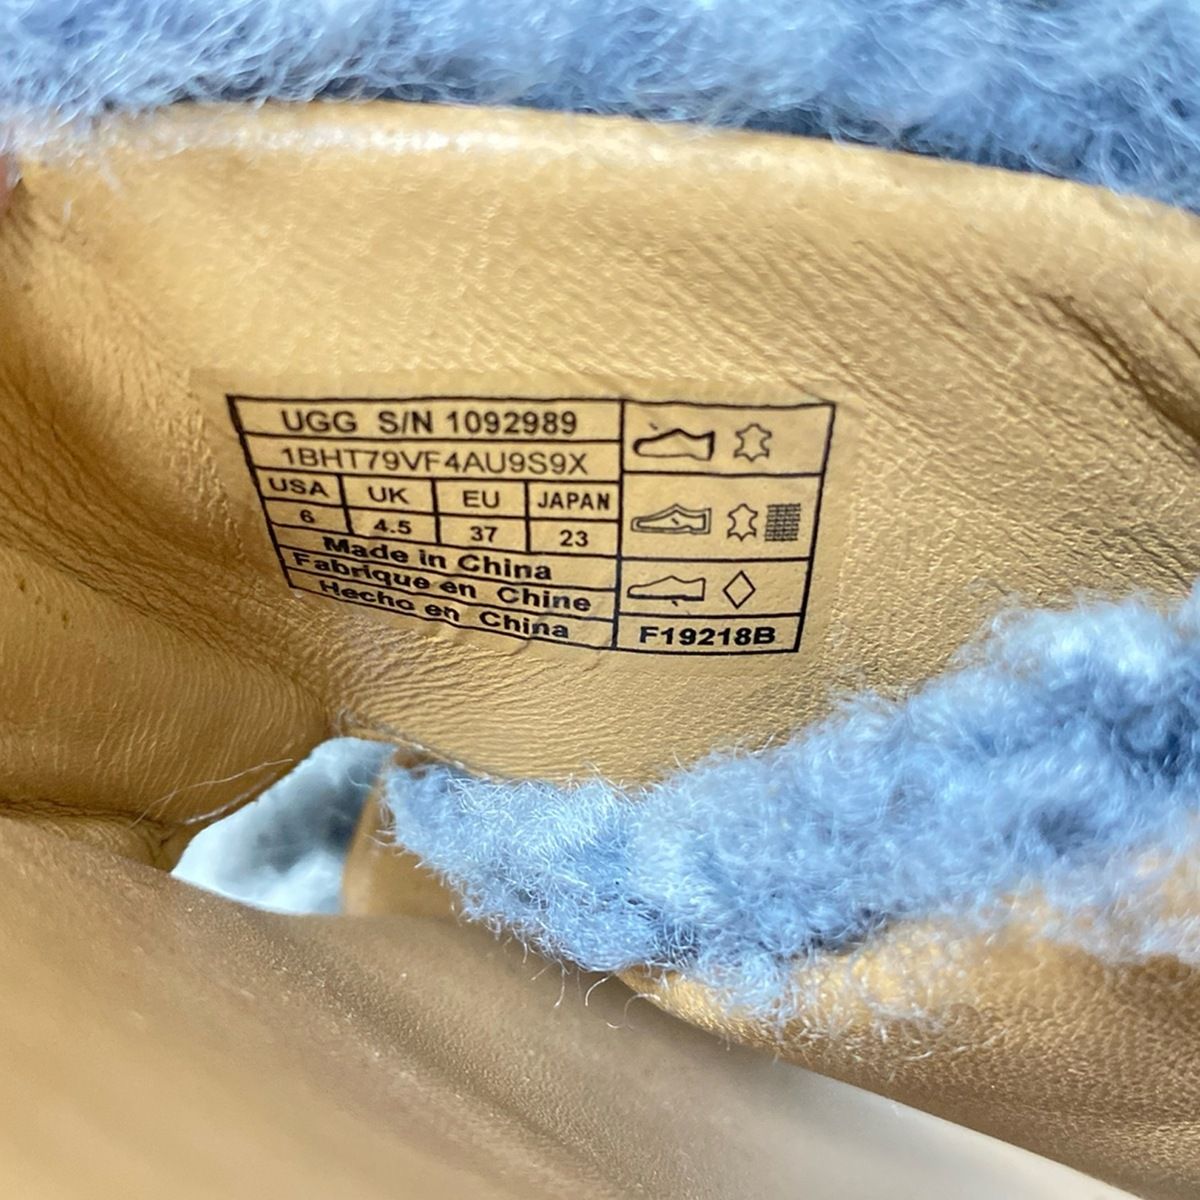 UGG S/N 1092989
1BHT79VF4AU9S9X
USA UK EU JAPAN
6 4.5 37 23
Made in China
Fabrique en Chine
Hecho en China
F19218B